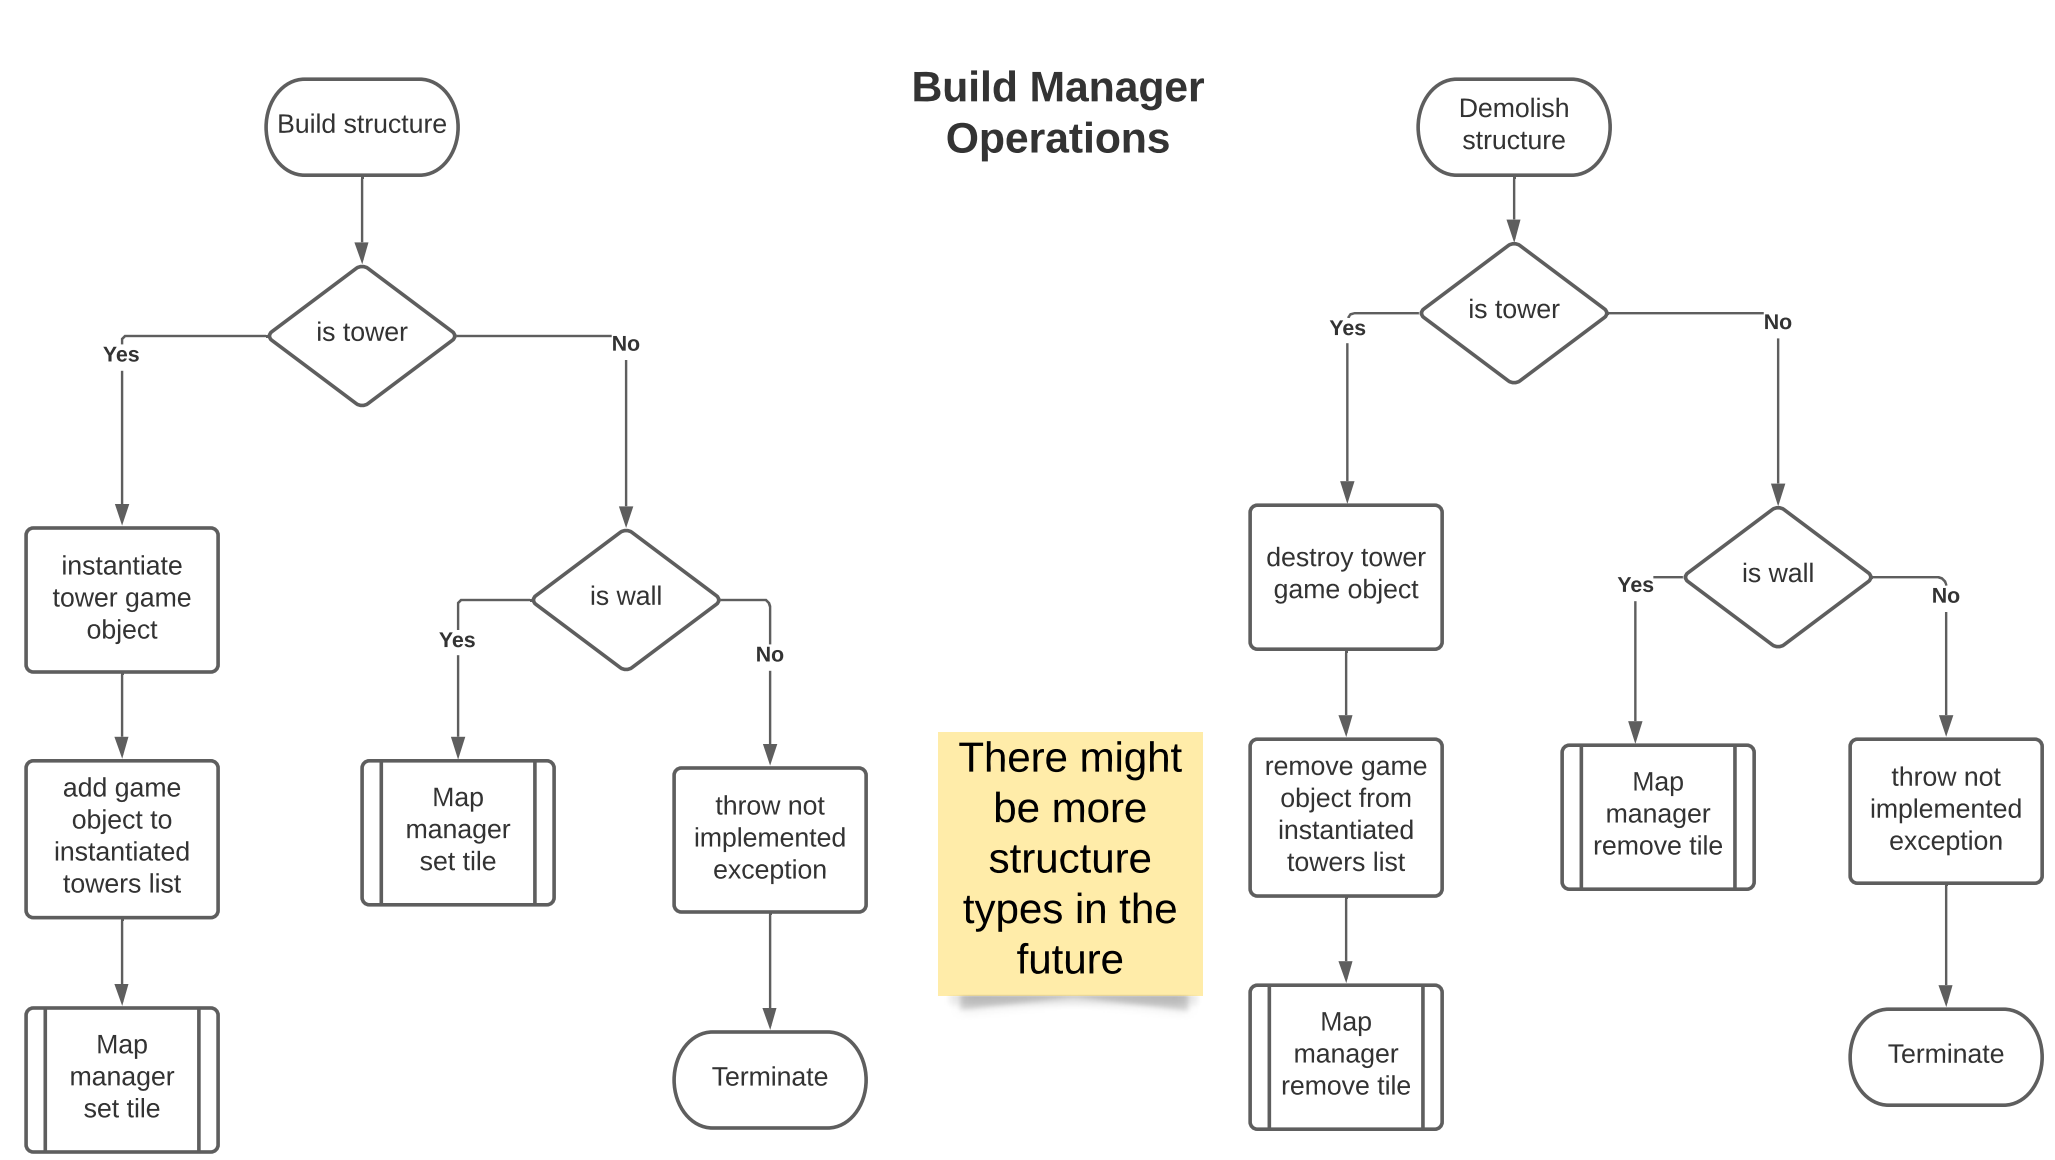 Build Manager
Operations
Build structure
is tower
Yes
No
instantiate
tower game
object
add game
object to
instantiated
towers list
Map
manager
set tile
is wall
Yes
No
Map
manager
set tile
throw not
implemented
exception
Terminate
There might
be more
structure
types in the
future
Demolish
structure
is tower
Yes
No
destroy tower
game object
remove game
object from
instantiated
towers list
Map
manager
remove tile
is wall
Yes
No
Map
manager
remove tile
throw not
implemented
exception
Terminate